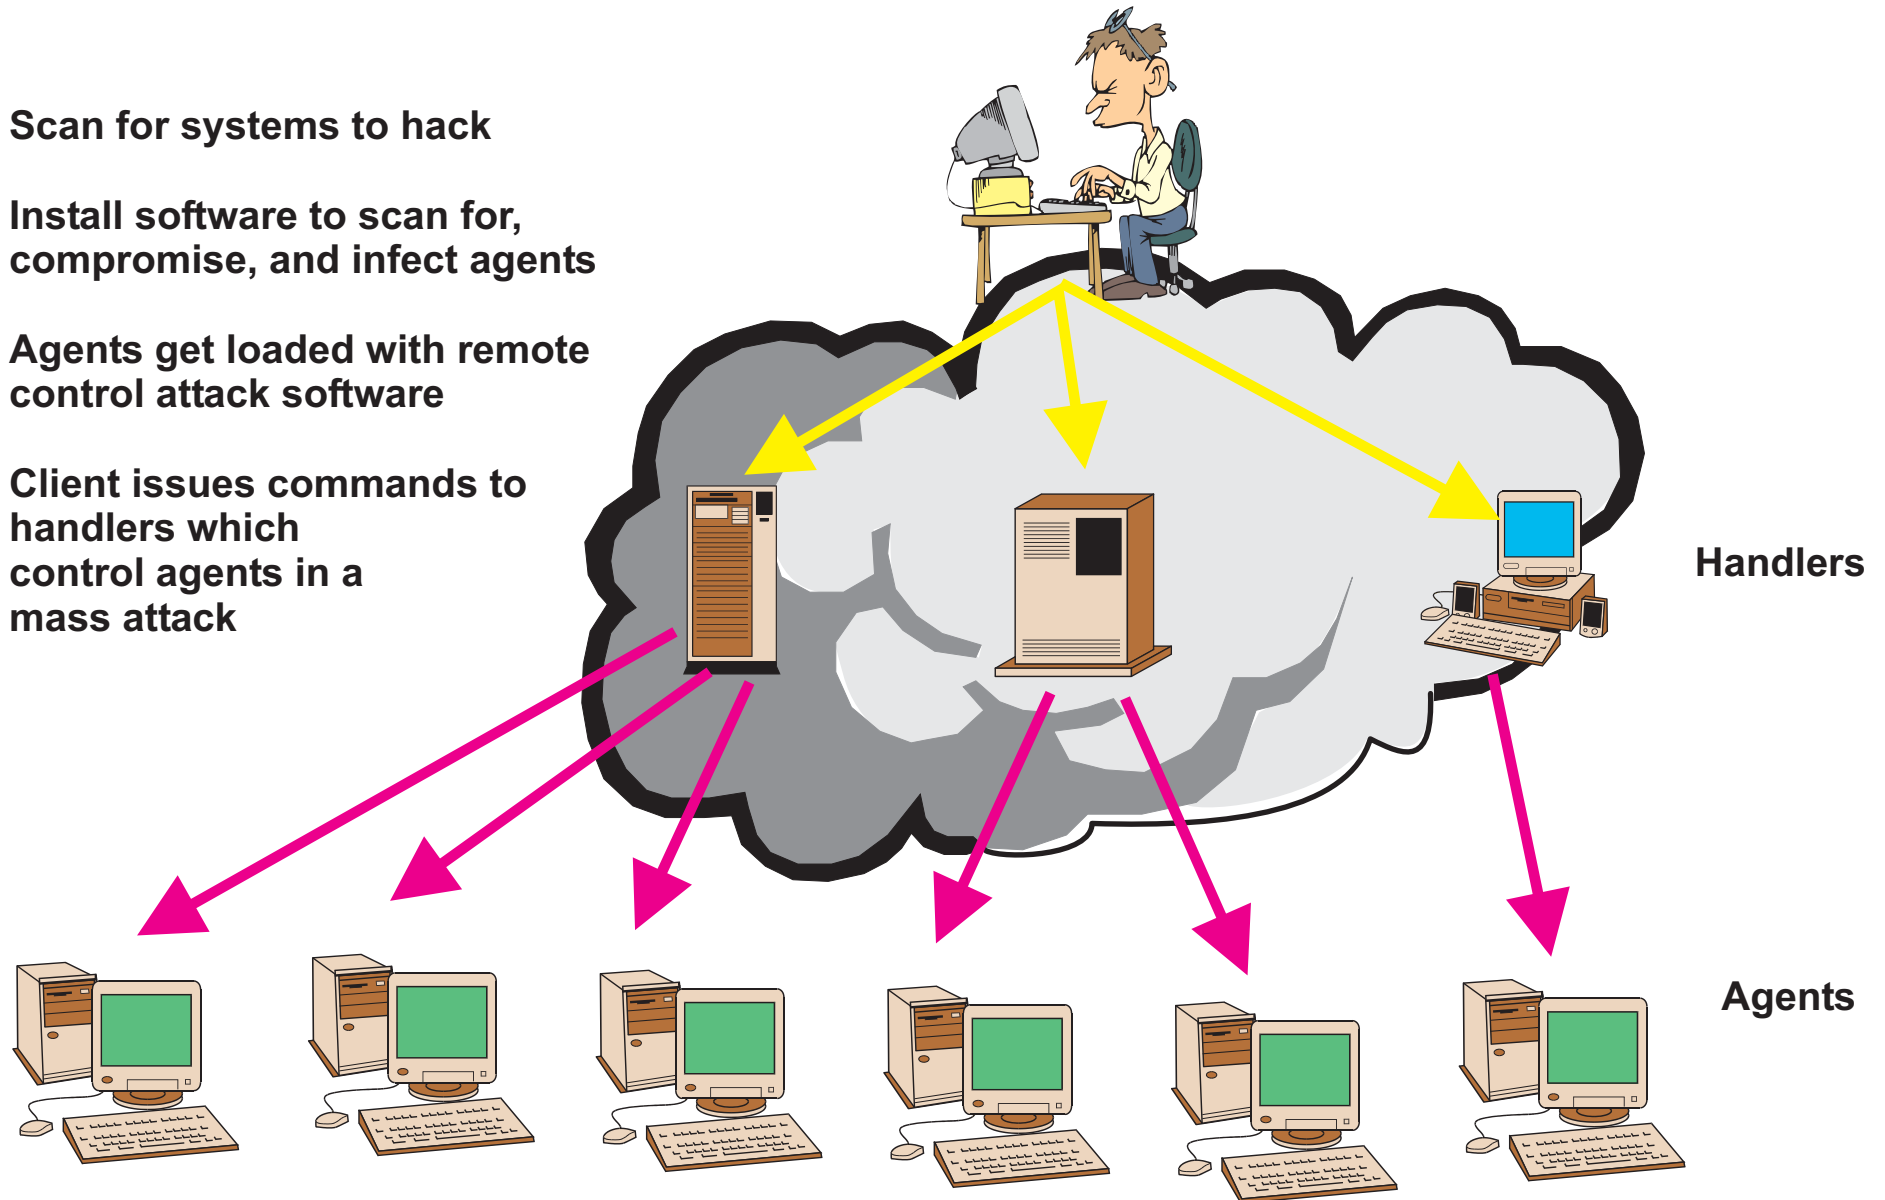 Scan for systems to hack
Install software to scan for,
compromise, and infect agents
Agents get loaded with remote
control attack software
Client issues commands to
handlers which
control agents in a
mass attack
Handlers
Agents